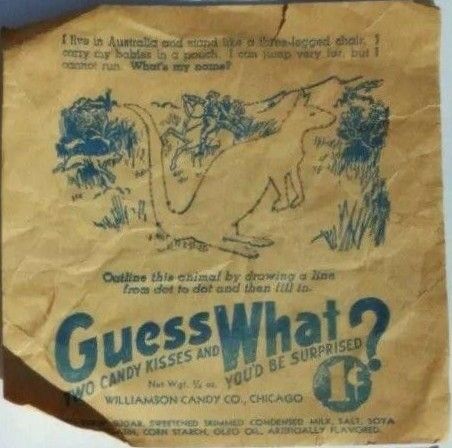 I live in Australia and stand like a three-legged chair. I
carry my babies in a pouch. I can jump very far, but I
cannot run. What's my name?
Outline this animal by drawing a line
from dot to dot and then fill in.
Guess What?
TWO CANDY KISSES AND YOU'D BE SURPRISED
1¢
Net Wgt. ¾ oz.
WILLIAMSON CANDY CO., CHICAGO
SUGAR, SWEETENED SKIMMED CONDENSED MILK, SALT, SOYA
CORN STARCH, OLEO OIL, ARTIFICIALLY FLAVORED.